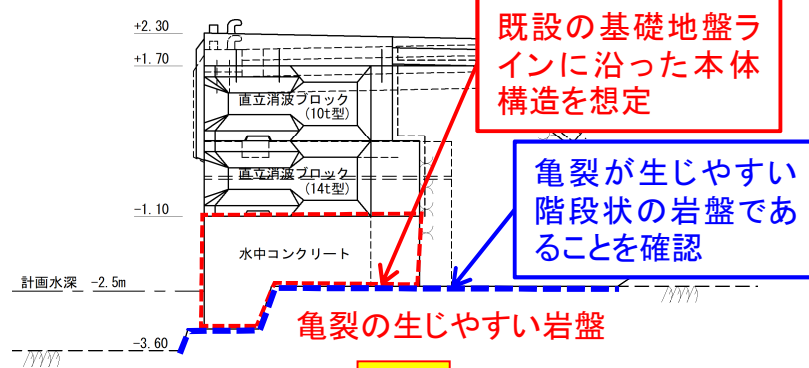 +2.30
+1.70
既設の基礎地盤ラ
インに沿った本体
構造を想定
直立消波ブロック
(10t型)
直立消波ブロック
(14t型)
亀裂が生じやすい
階段状の岩盤であ
ることを確認
-1.10
水中コンクリート
計画水深 -2.5m
亀裂の生じやすい岩盤
-3.60